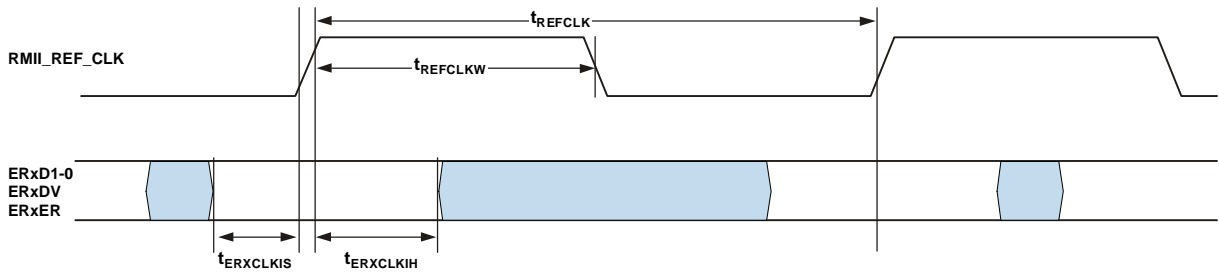 tREFCLK
RMII_REF_CLK
tREFCLKW
ERxD1-0
ERxDV
ERxER
tERXCLKIS
tERXCLKIH